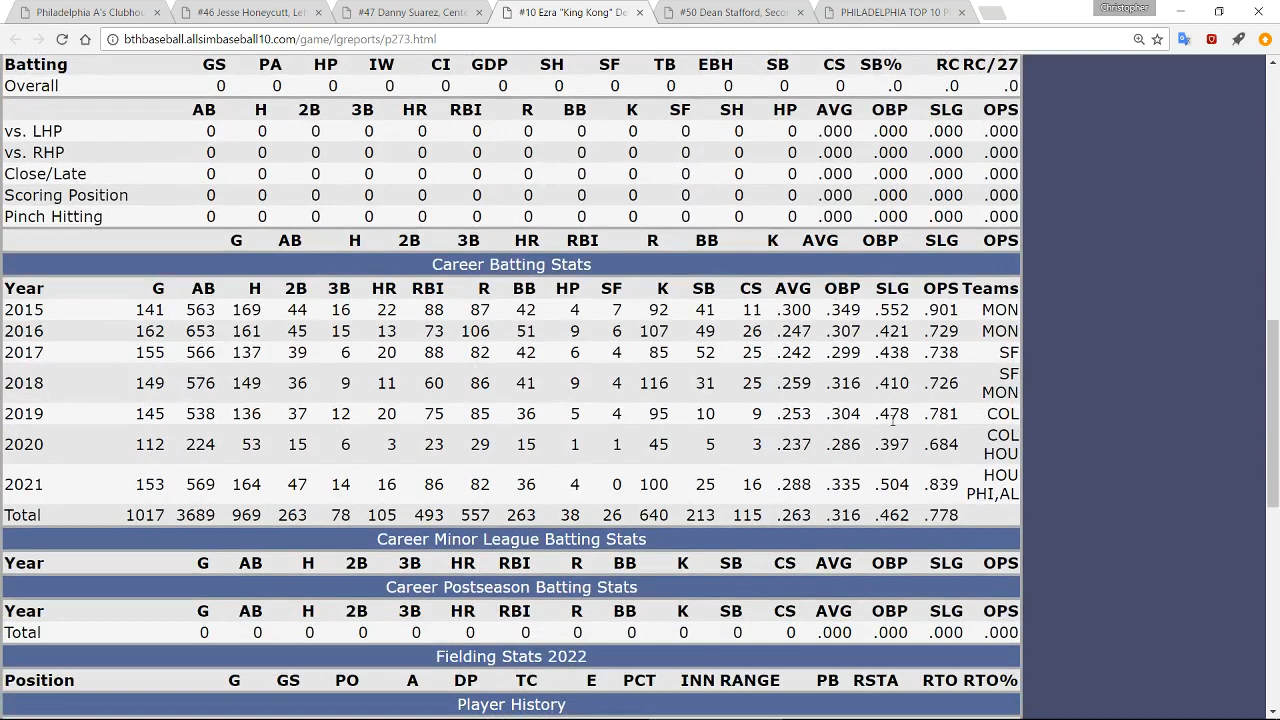 Philadelphia A's Clubhou
#46 Jesse Honeycutt, Lef
#47 Danny Suarez, Cente
#10 Ezra "King Kong" De
#50 Dean Stafford, Secon
PHILADELPHIA TOP 10 P
Christopher
bthbaseball.allsimbaseball10.com/game/lgreports/p273.html
Batting GS PA HP IW CI GDP SH SF TB EBH SB CS SB% RC RC/27
Overall 0 0 0 0 0 0 0 0 0 0 0 0 .0 .0 .0
AB H 2B 3B HR RBI R BB K SF SH HP AVG OBP SLG OPS
vs. LHP 0 0 0 0 0 0 0 0 0 0 0 0 .000 .000 .000 .000
vs. RHP 0 0 0 0 0 0 0 0 0 0 0 0 .000 .000 .000 .000
Close/Late 0 0 0 0 0 0 0 0 0 0 0 0 .000 .000 .000 .000
Scoring Position 0 0 0 0 0 0 0 0 0 0 0 0 .000 .000 .000 .000
Pinch Hitting 0 0 0 0 0 0 0 0 0 0 0 0 .000 .000 .000 .000
G AB H 2B 3B HR RBI R BB K AVG OBP SLG OPS
Career Batting Stats
Year G AB H 2B 3B HR RBI R BB HP SF K SB CS AVG OBP SLG OPS Teams
2015 141 563 169 44 16 22 88 87 42 4 7 92 41 11 .300 .349 .552 .901 MON
2016 162 653 161 45 15 13 73 106 51 9 6 107 49 26 .247 .307 .421 .729 MON
2017 155 566 137 39 6 20 88 82 42 6 4 85 52 25 .242 .299 .438 .738 SF
2018 149 576 149 36 9 11 60 86 41 9 4 116 31 25 .259 .316 .410 .726 SF
MON
2019 145 538 136 37 12 20 75 85 36 5 4 95 10 9 .253 .304 .478 .781 COL
2020 112 224 53 15 6 3 23 29 15 1 1 45 5 3 .237 .286 .397 .684 COL
HOU
2021 153 569 164 47 14 16 86 82 36 4 0 100 25 16 .288 .335 .504 .839 HOU
PHI,AL
Total 1017 3689 969 263 78 105 493 557 263 38 26 640 213 115 .263 .316 .462 .778
Career Minor League Batting Stats
Year G AB H 2B 3B HR RBI R BB K SB CS AVG OBP SLG OPS
Career Postseason Batting Stats
Year G AB H 2B 3B HR RBI R BB K SB CS AVG OBP SLG OPS
Total 0 0 0 0 0 0 0 0 0 0 0 0 .000 .000 .000 .000
Fielding Stats 2022
Position G GS PO A DP TC E PCT INN RANGE PB RSTA RTO RTO%
Player History